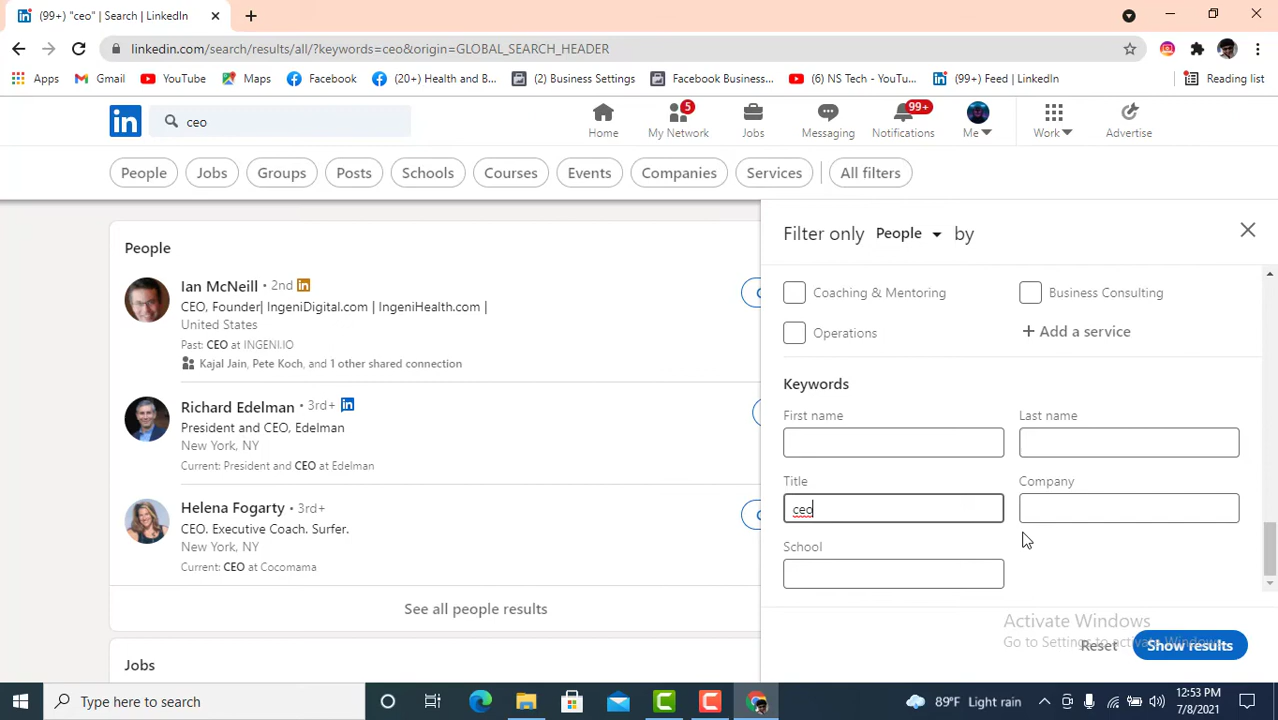 (99+) "ceo" | Search | LinkedIn
linkedin.com/search/results/all/?keywords=ceo&origin=GLOBAL_SEARCH_HEADER
Apps Gmail YouTube Maps Facebook (20+) Health and B... (2) Business Settings Facebook Business... (6) NS Tech - YouTu... (99+) Feed | LinkedIn Reading list
in ceo
5 99+
Home My Network Jobs Messaging Notifications Me Work Advertise
People Jobs Groups Posts Schools Courses Events Companies Services All filters
People
Ian McNeill • 2nd in
CEO, Founder| IngeniDigital.com | IngeniHealth.com |
United States
Past: CEO at INGENI.IO
Kajal Jain, Pete Koch, and 1 other shared connection
Richard Edelman • 3rd+ in
President and CEO, Edelman
New York, NY
Current: President and CEO at Edelman
Helena Fogarty • 3rd+
CEO. Executive Coach. Surfer.
New York, NY
Current: CEO at Cocomama
See all people results
Jobs
Filter only People by
Coaching & Mentoring Business Consulting
Operations + Add a service
Keywords
First name Last name
Title Company
ceo
School
Activate Windows
Go to Settings to activate Windows.
Reset Show results
Type here to search
89°F Light rain
12:53 PM
7/8/2021